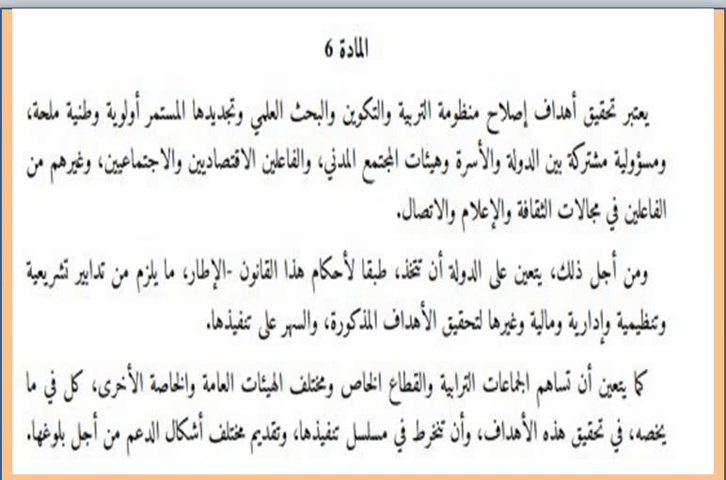 المادة 6
يعتبر تحقيق أهداف إصلاح منظومة التربية والتكوين والبحث العلمي وتجديدها المستمر أولوية وطنية ملحة،
ومسؤولية مشتركة بين الدولة والأسرة وهيئات المجتمع المدني، والفاعلين الاقتصاديين والاجتماعيين، وغيرهم من
الفاعلين في مجالات الثقافة والإعلام والاتصال.
ومن أجل ذلك، يتعين على الدولة أن تتخذ، طبقا لأحكام هذا القانون -الإطار، ما يلزم من تدابير تشريعية
وتنظيمية وإدارية ومالية وغيرها لتحقيق الأهداف المذكورة، والسهر على تنفيذها.
كما يتعين أن تساهم الجماعات الترابية والقطاع الخاص ومختلف الهيئات العامة والخاصة الأخرى، كل في ما
يخصه، في تحقيق هذه الأهداف، وأن تنخرط في مسلسل تنفيذها، وتقديم مختلف أشكال الدعم من أجل بلوغها.